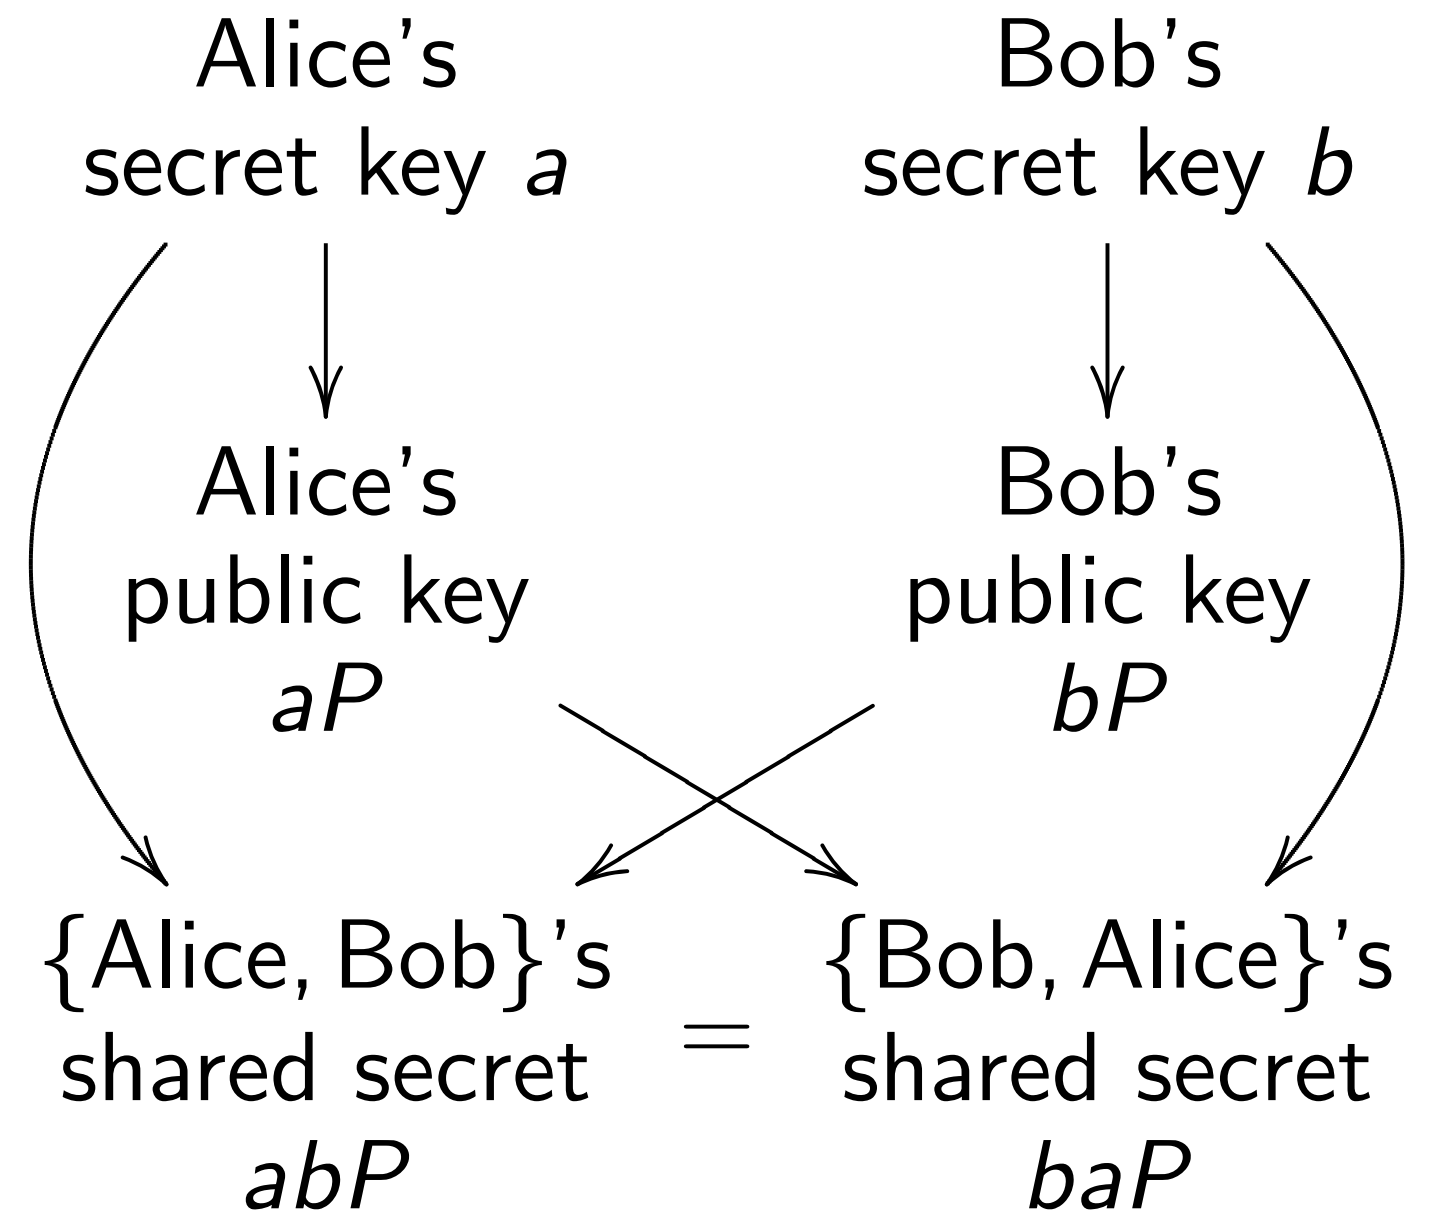 Alice’s
secret key a
Bob’s
secret key b
Alice’s
public key
aP
Bob’s
public key
bP
{Alice, Bob}’s
shared secret
abP
=
{Bob, Alice}’s
shared secret
baP